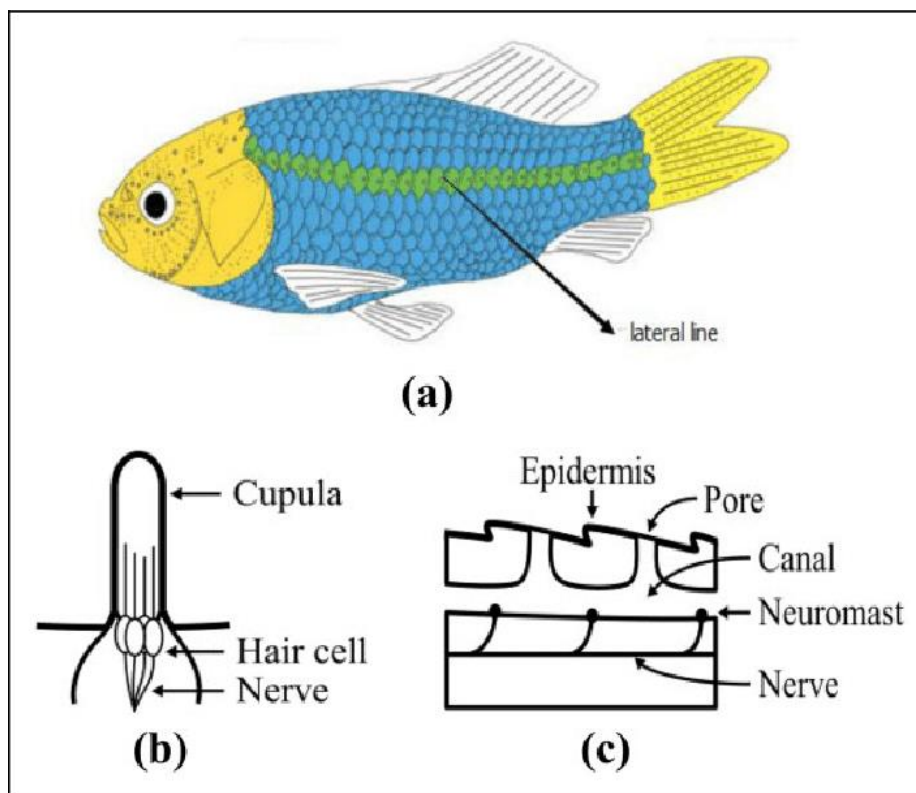 lateral line
(a)
Cupula
Hair cell
Nerve
(b)
Epidermis
Pore
Canal
Neuromast
Nerve
(c)